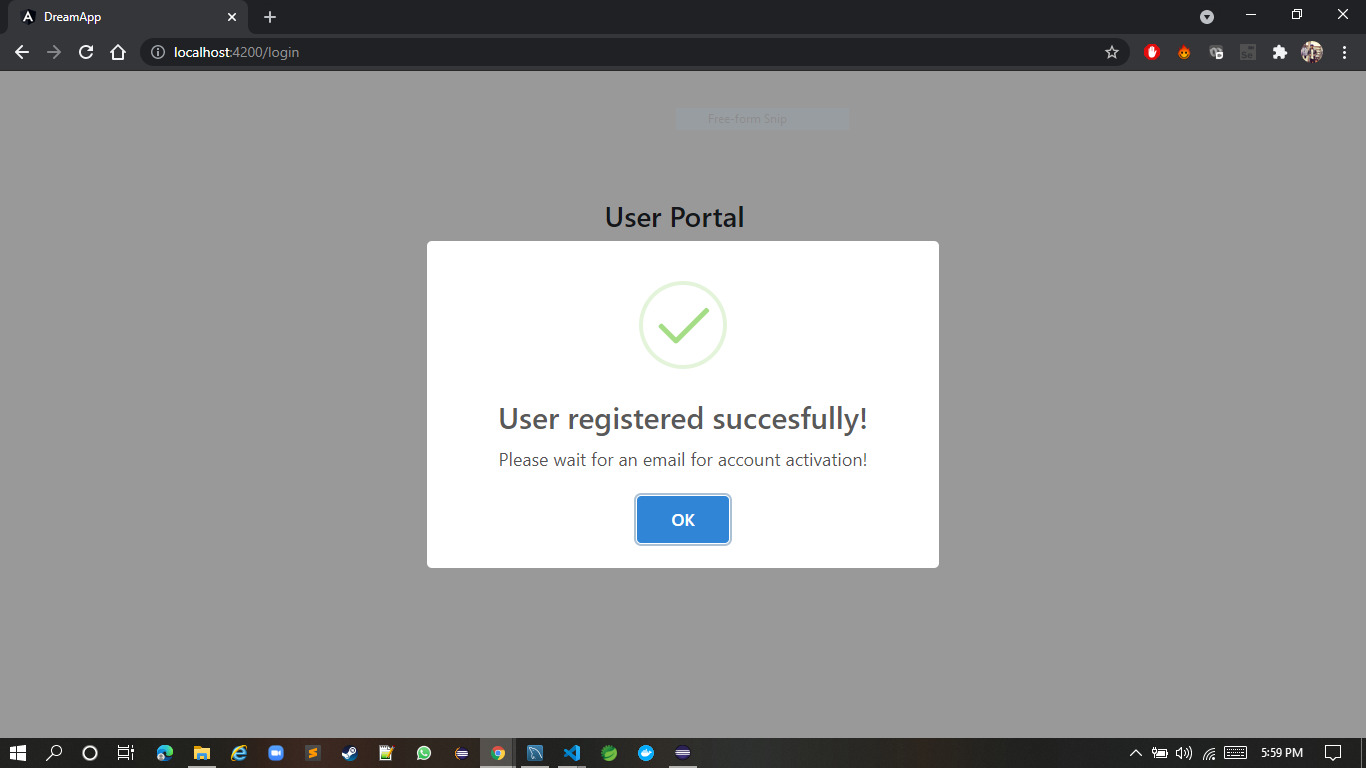 DreamApp
localhost:4200/login
Free-form Snip
User Portal
User registered succesfully!
Please wait for an email for account activation!
OK
5:59 PM